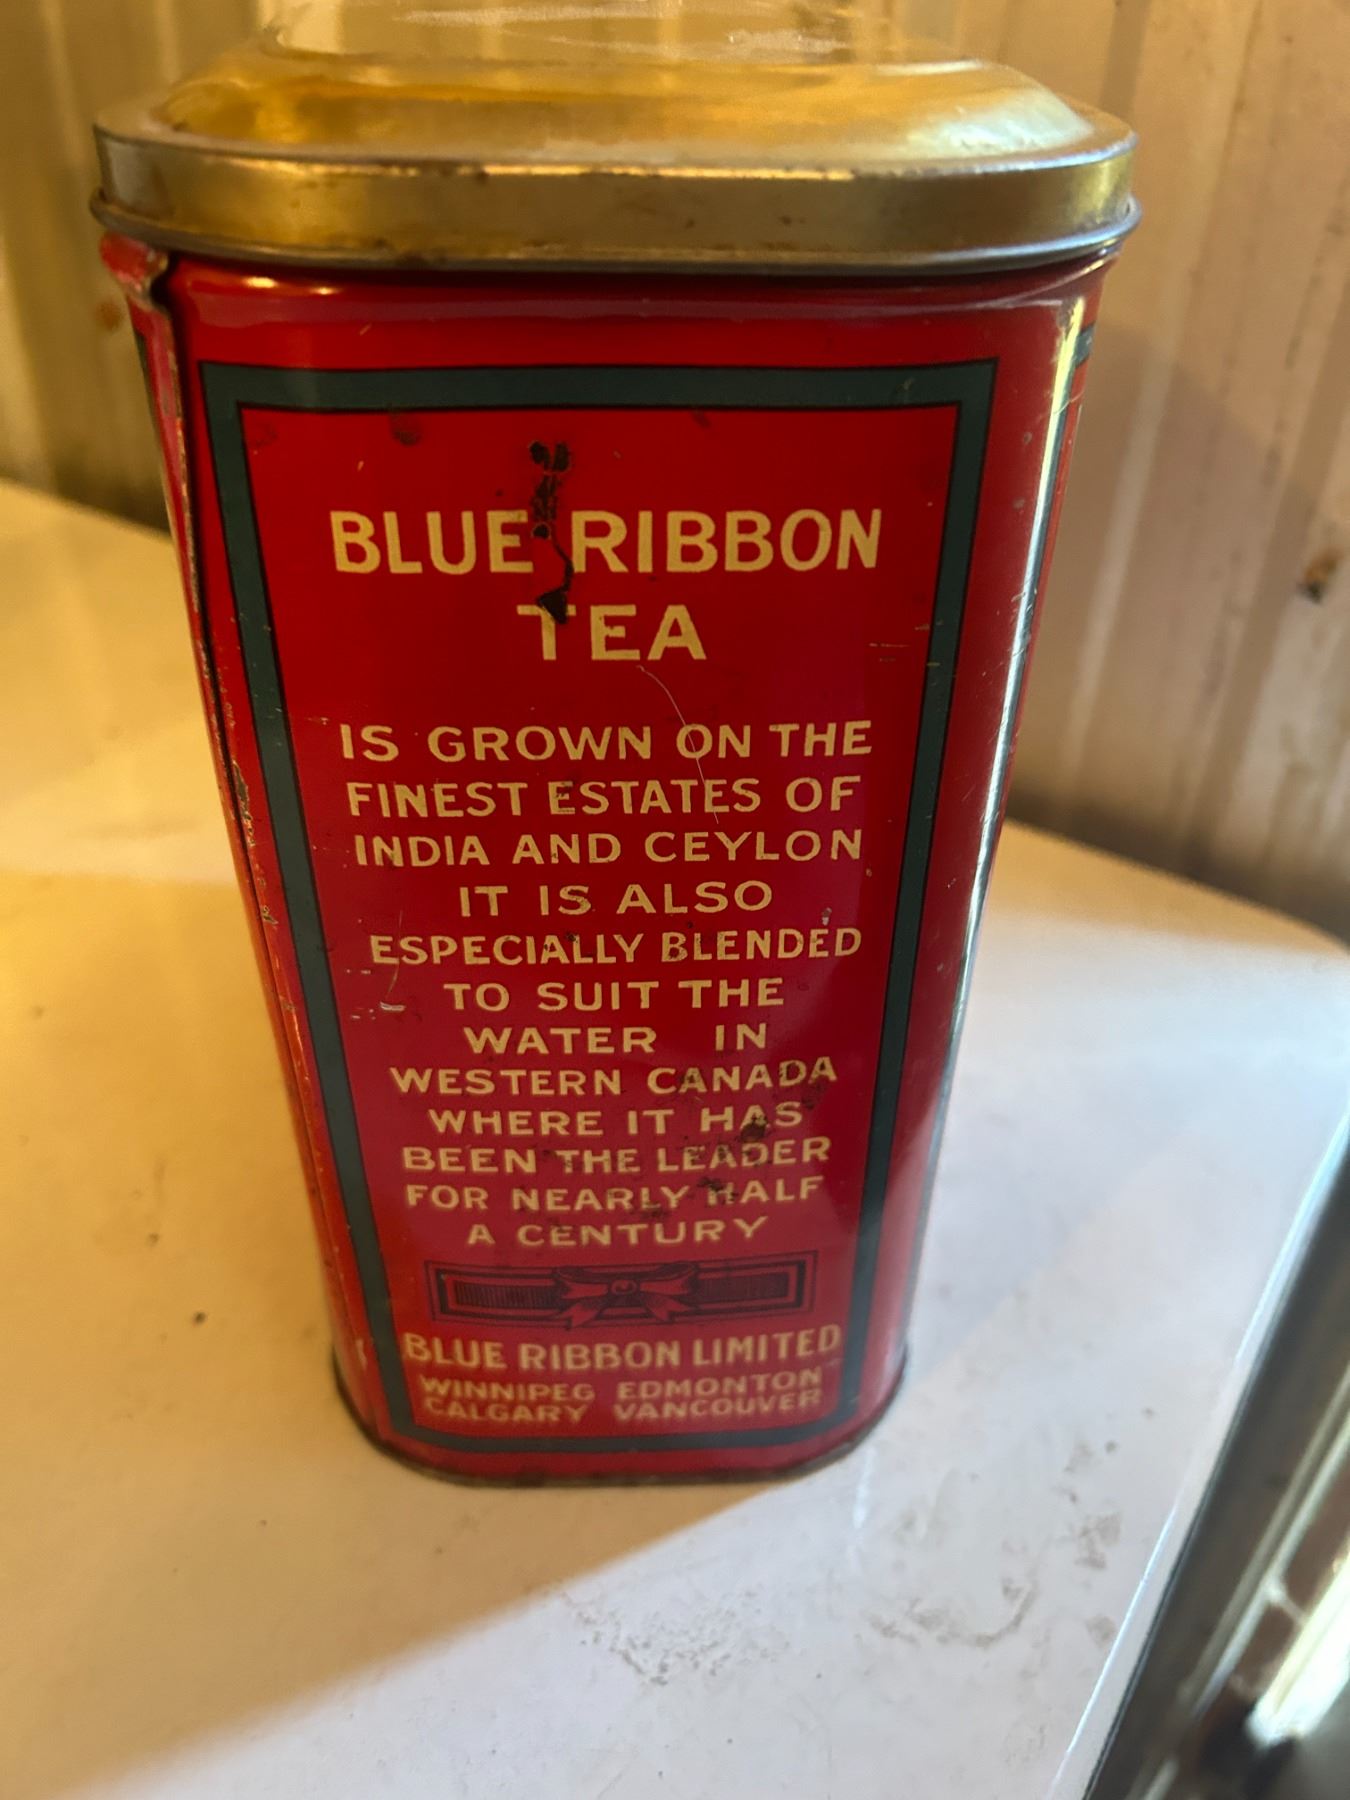 BLUE RIBBON
TEA
IS GROWN ON THE
FINEST ESTATES OF
INDIA AND CEYLON
IT IS ALSO
ESPECIALLY BLENDED
TO SUIT THE
WATER IN
WESTERN CANADA
WHERE IT HAS
BEEN THE LEADER
FOR NEARLY HALF
A CENTURY
BLUE RIBBON LIMITED
WINNIPEG EDMONTON
CALGARY VANCOUVER